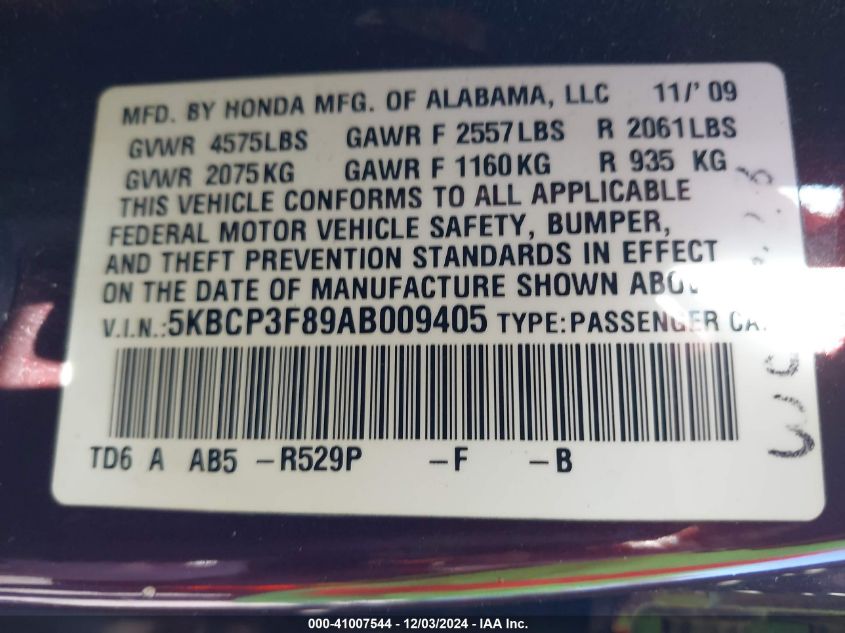 MFD. BY HONDA MFG. OF ALABAMA, LLC 11/'09
GVWR 4575LBS GAWR F 2557LBS R 2061LBS
GVWR 2075KG GAWR F 1160KG R 935 KG
THIS VEHICLE CONFORMS TO ALL APPLICABLE
FEDERAL MOTOR VEHICLE SAFETY, BUMPER,
AND THEFT PREVENTION STANDARDS IN EFFECT
ON THE DATE OF MANUFACTURE SHOWN
V.I.N.:5KBCP3F89AB009405 TYPE:PASSENGER
TD6 A AB5 -R529P -F -B
000-41007544 - 12/03/2024 - IAA Inc.